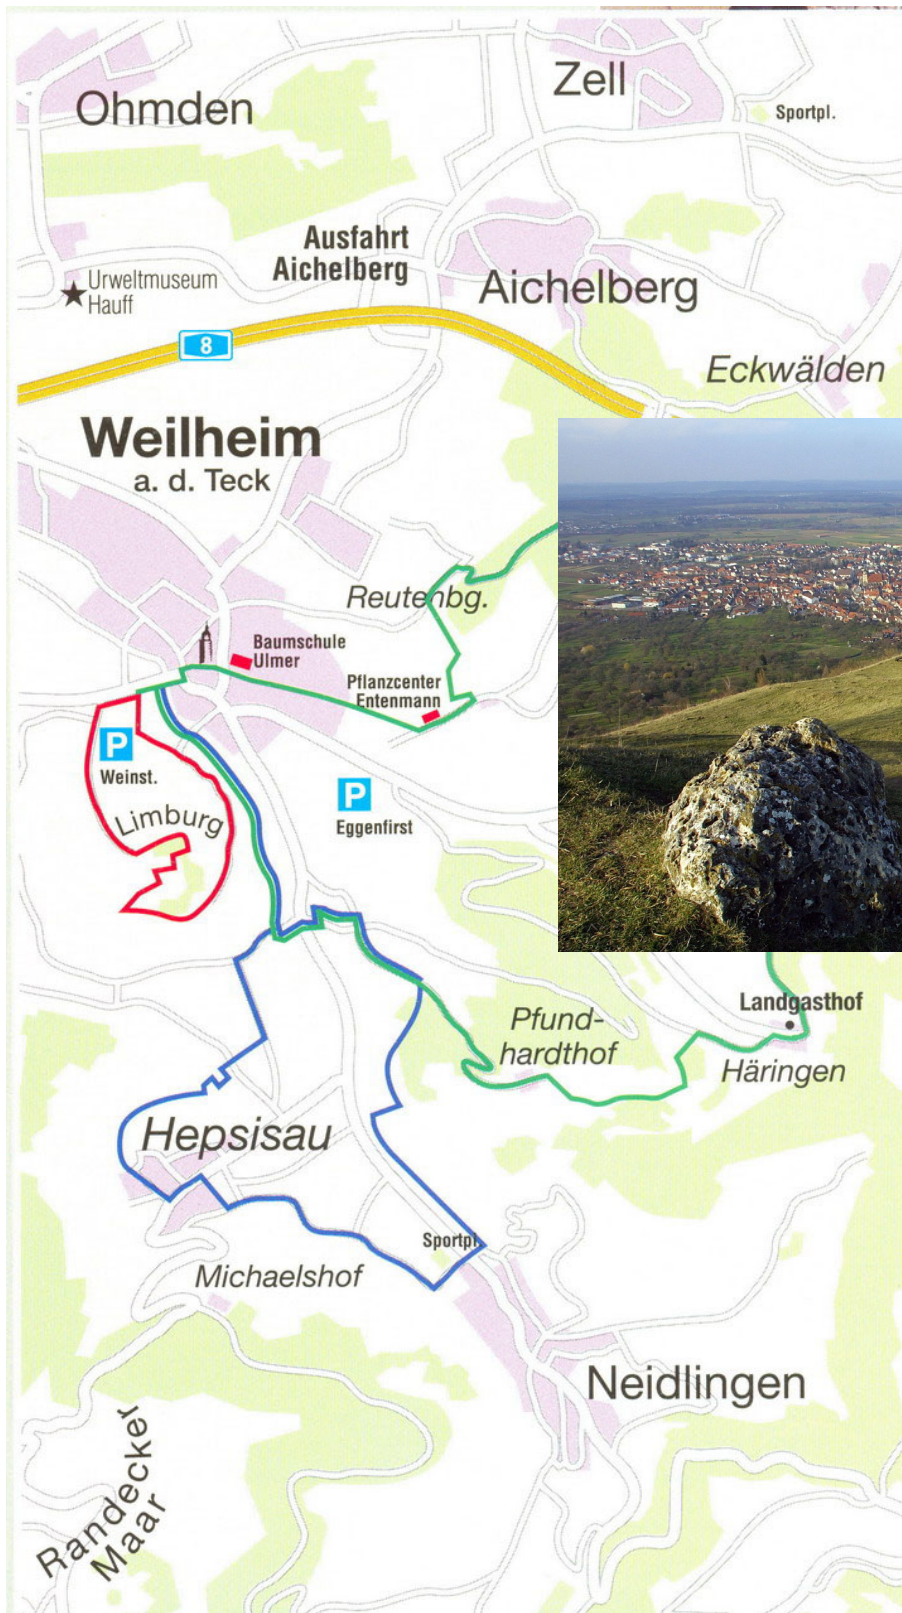 Ohmden
Zell
Sportpl.
Ausfahrt
Aichelberg
Urweltmuseum
Hauff
Aichelberg
8
Eckwälden
Weilheim
a. d. Teck
Reutenbg.
Baumschule
Ulmer
Pflanzcenter
Entenmann
P
Weinst.
P
Eggenfirst
Limburg
Landgasthof
Pfund-
hardthof
Häringen
Hepsisau
Sportpl.
Michaelshof
Neidlingen
Randecker
Maar